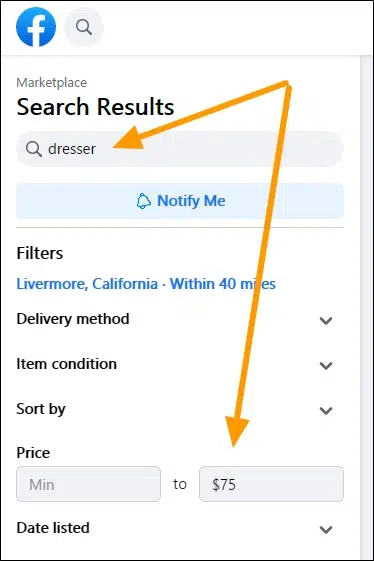 Marketplace
Search Results
dresser
Notify Me
Filters
Livermore, California · Within 40 miles
Delivery method
Item condition
Sort by
Price
Min to $75
Date listed